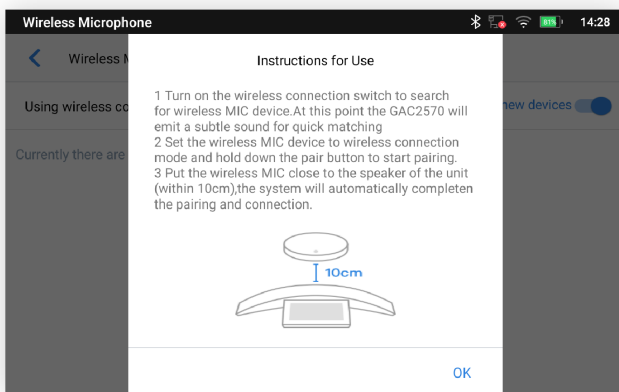 Wireless Microphone
81%
14:28
Wireless M
Instructions for Use
Using wireless co
new devices
Currently there are
1 Turn on the wireless connection switch to search
for wireless MIC device.At this point the GAC2570 will
emit a subtle sound for quick matching
2 Set the wireless MIC device to wireless connection
mode and hold down the pair button to start pairing.
3 Put the wireless MIC close to the speaker of the unit
(within 10cm),the system will automatically completen
the pairing and connection.
10cm
OK